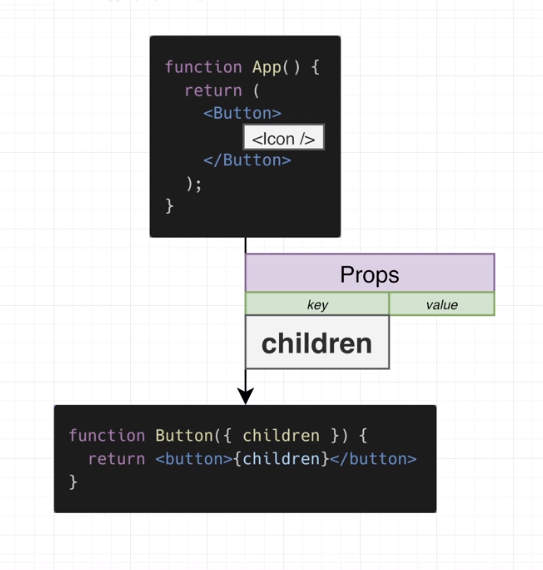 function App() {
  return (
    <Button>
      <Icon />
    </Button>
  );
}
Props
key value
children
function Button({ children }) {
  return <button>{children}</button>
}